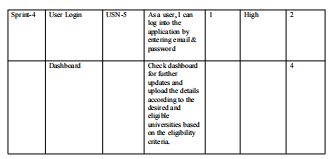 Sprint-4 User Login USN-5 As a user, I can 1 High 2
log into the
application by
entering email &
password
Dashboard Check dashboard 4
for further
updates and
upload the details
according to the
desired and
eligible
universities based
on the eligibility
criteria.